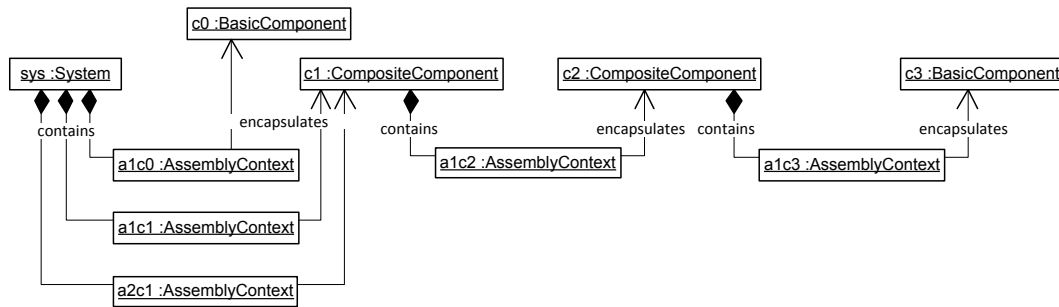 c0 :BasicComponent
sys :System
c1 :CompositeComponent
c2 :CompositeComponent
c3 :BasicComponent
contains
encapsulates
contains
encapsulates
contains
encapsulates
a1c0 :AssemblyContext
a1c2 :AssemblyContext
a1c3 :AssemblyContext
a1c1 :AssemblyContext
a2c1 :AssemblyContext